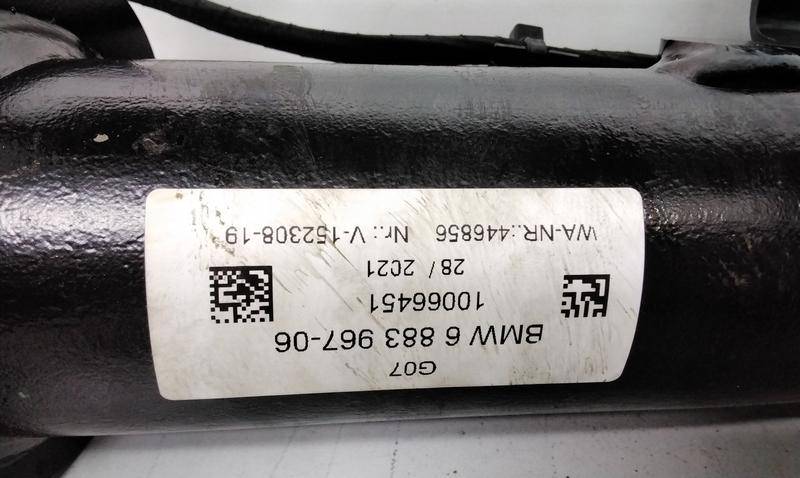 G07
BMW 6 883 967-06
10066451
28 / 2021
WA-NR.:446856 Nr.: V-152308-19